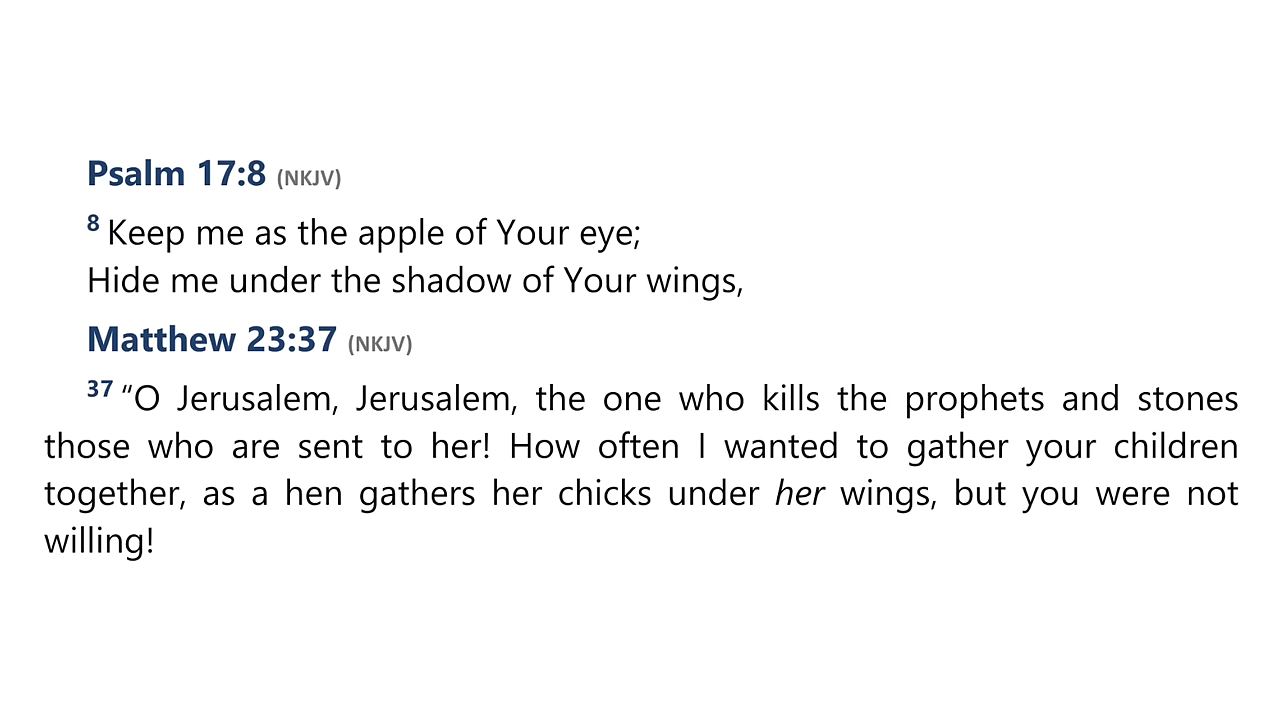 Psalm 17:8 (NKJV)
8 Keep me as the apple of Your eye;
Hide me under the shadow of Your wings,
Matthew 23:37 (NKJV)
37 “O Jerusalem, Jerusalem, the one who kills the prophets and stones
those who are sent to her! How often I wanted to gather your children
together, as a hen gathers her chicks under her wings, but you were not
willing!